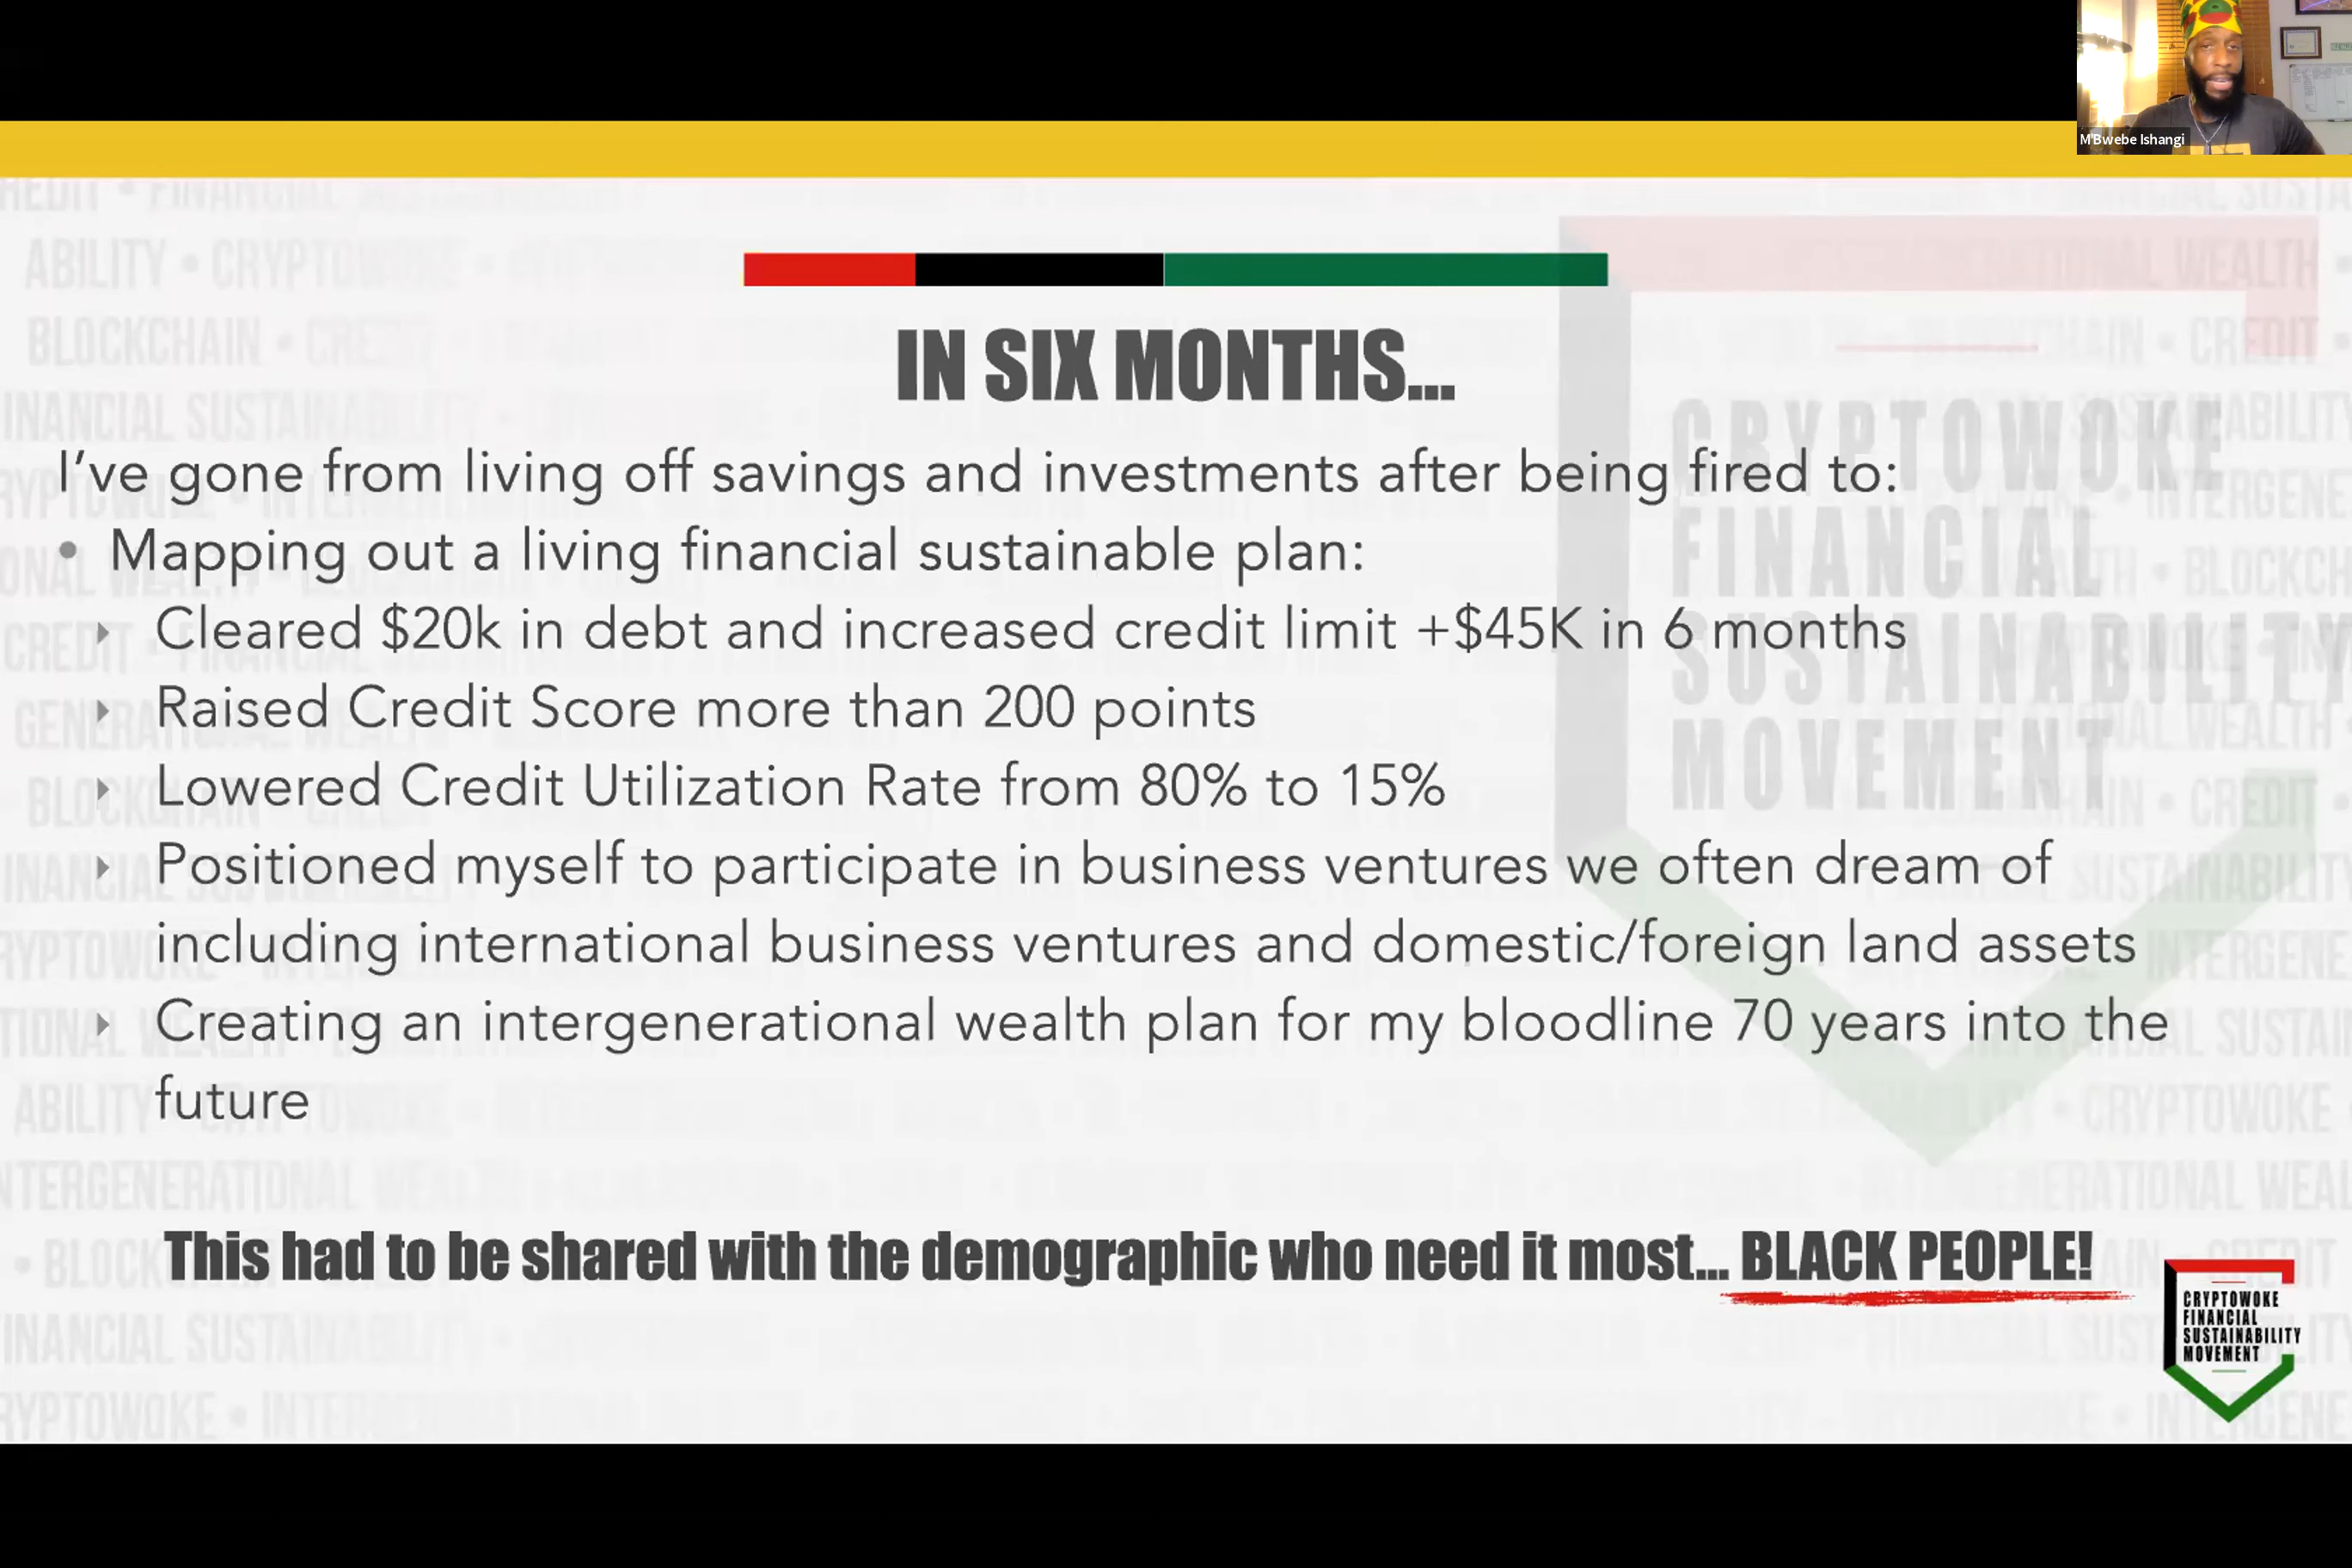 M'Bwebe Ishangi
IN SIX MONTHS...
I've gone from living off savings and investments after being fired to:
• Mapping out a living financial sustainable plan:
Cleared $20k in debt and increased credit limit +$45K in 6 months
Raised Credit Score more than 200 points
Lowered Credit Utilization Rate from 80% to 15%
Positioned myself to participate in business ventures we often dream of
including international business ventures and domestic/foreign land assets
Creating an intergenerational wealth plan for my bloodline 70 years into the
future
This had to be shared with the demographic who need it most... BLACK PEOPLE!
CRYPTOWOKE
FINANCIAL
SUSTAINABILITY
MOVEMENT
CRYPTOWOKE
FINANCIAL
SUSTAINABILITY
MOVEMENT